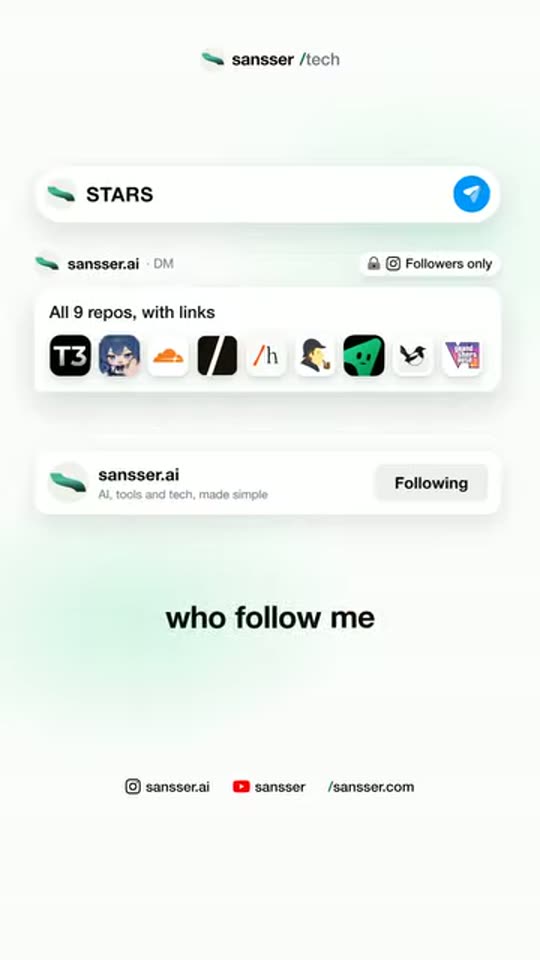 sansser /tech
STARS
sansser.ai · DM
Followers only
All 9 repos, with links
T3
/h
sansser.ai
AI, tools and tech, made simple
Following
who follow me
sansser.ai
sansser
/sansser.com